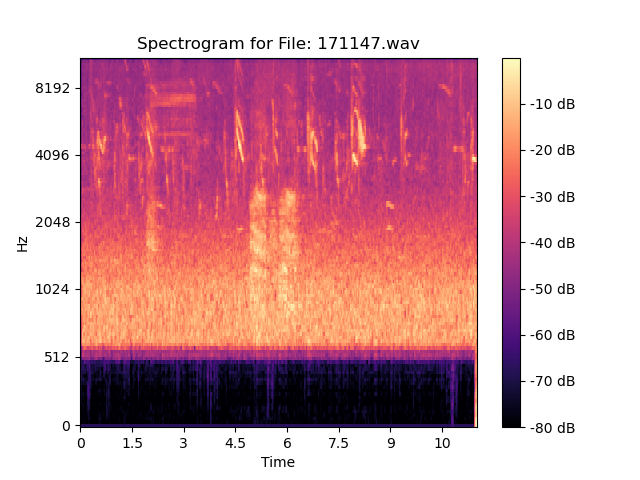 Spectrogram for File: 171147.wav
8192
4096
2048
1024
512
0
Hz
0 1.5 3 4.5 6 7.5 9 10
Time
-10 dB
-20 dB
-30 dB
-40 dB
-50 dB
-60 dB
-70 dB
-80 dB